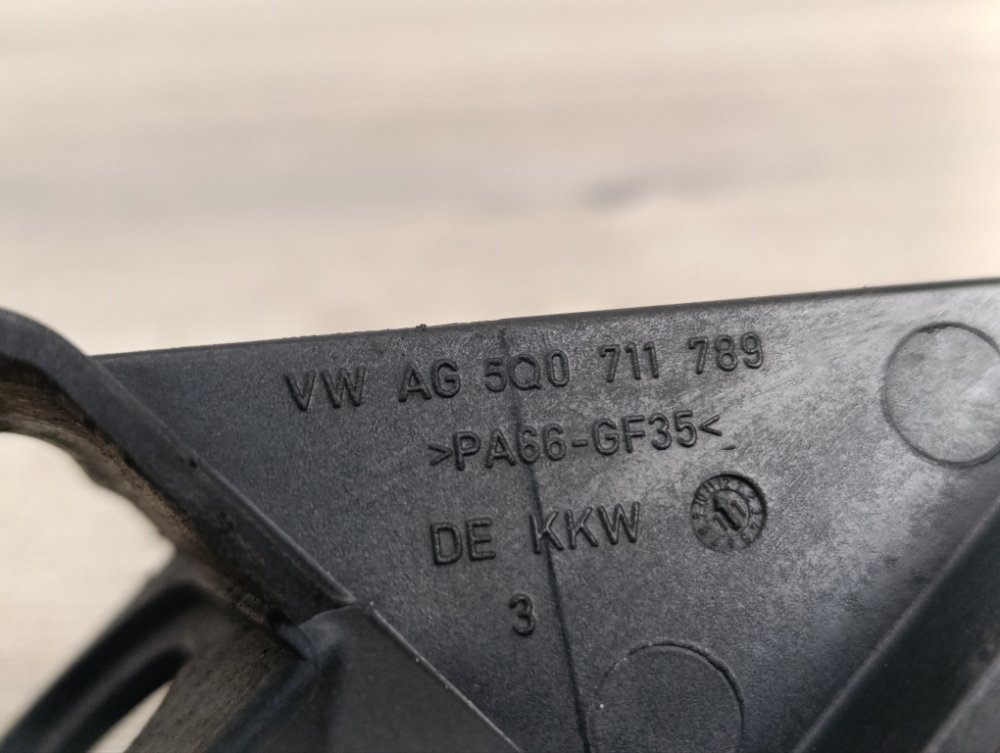 VW AG 5Q0 711 789
>PA66-GF35<
DE KKW
3